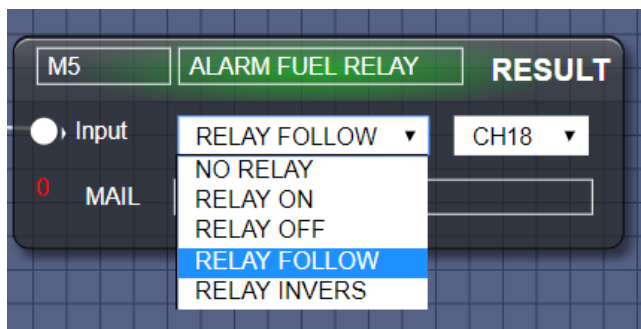 M5 ALARM FUEL RELAY RESULT
Input RELAY FOLLOW CH18
NO RELAY
0 MAIL RELAY ON
RELAY OFF
RELAY FOLLOW
RELAY INVERS